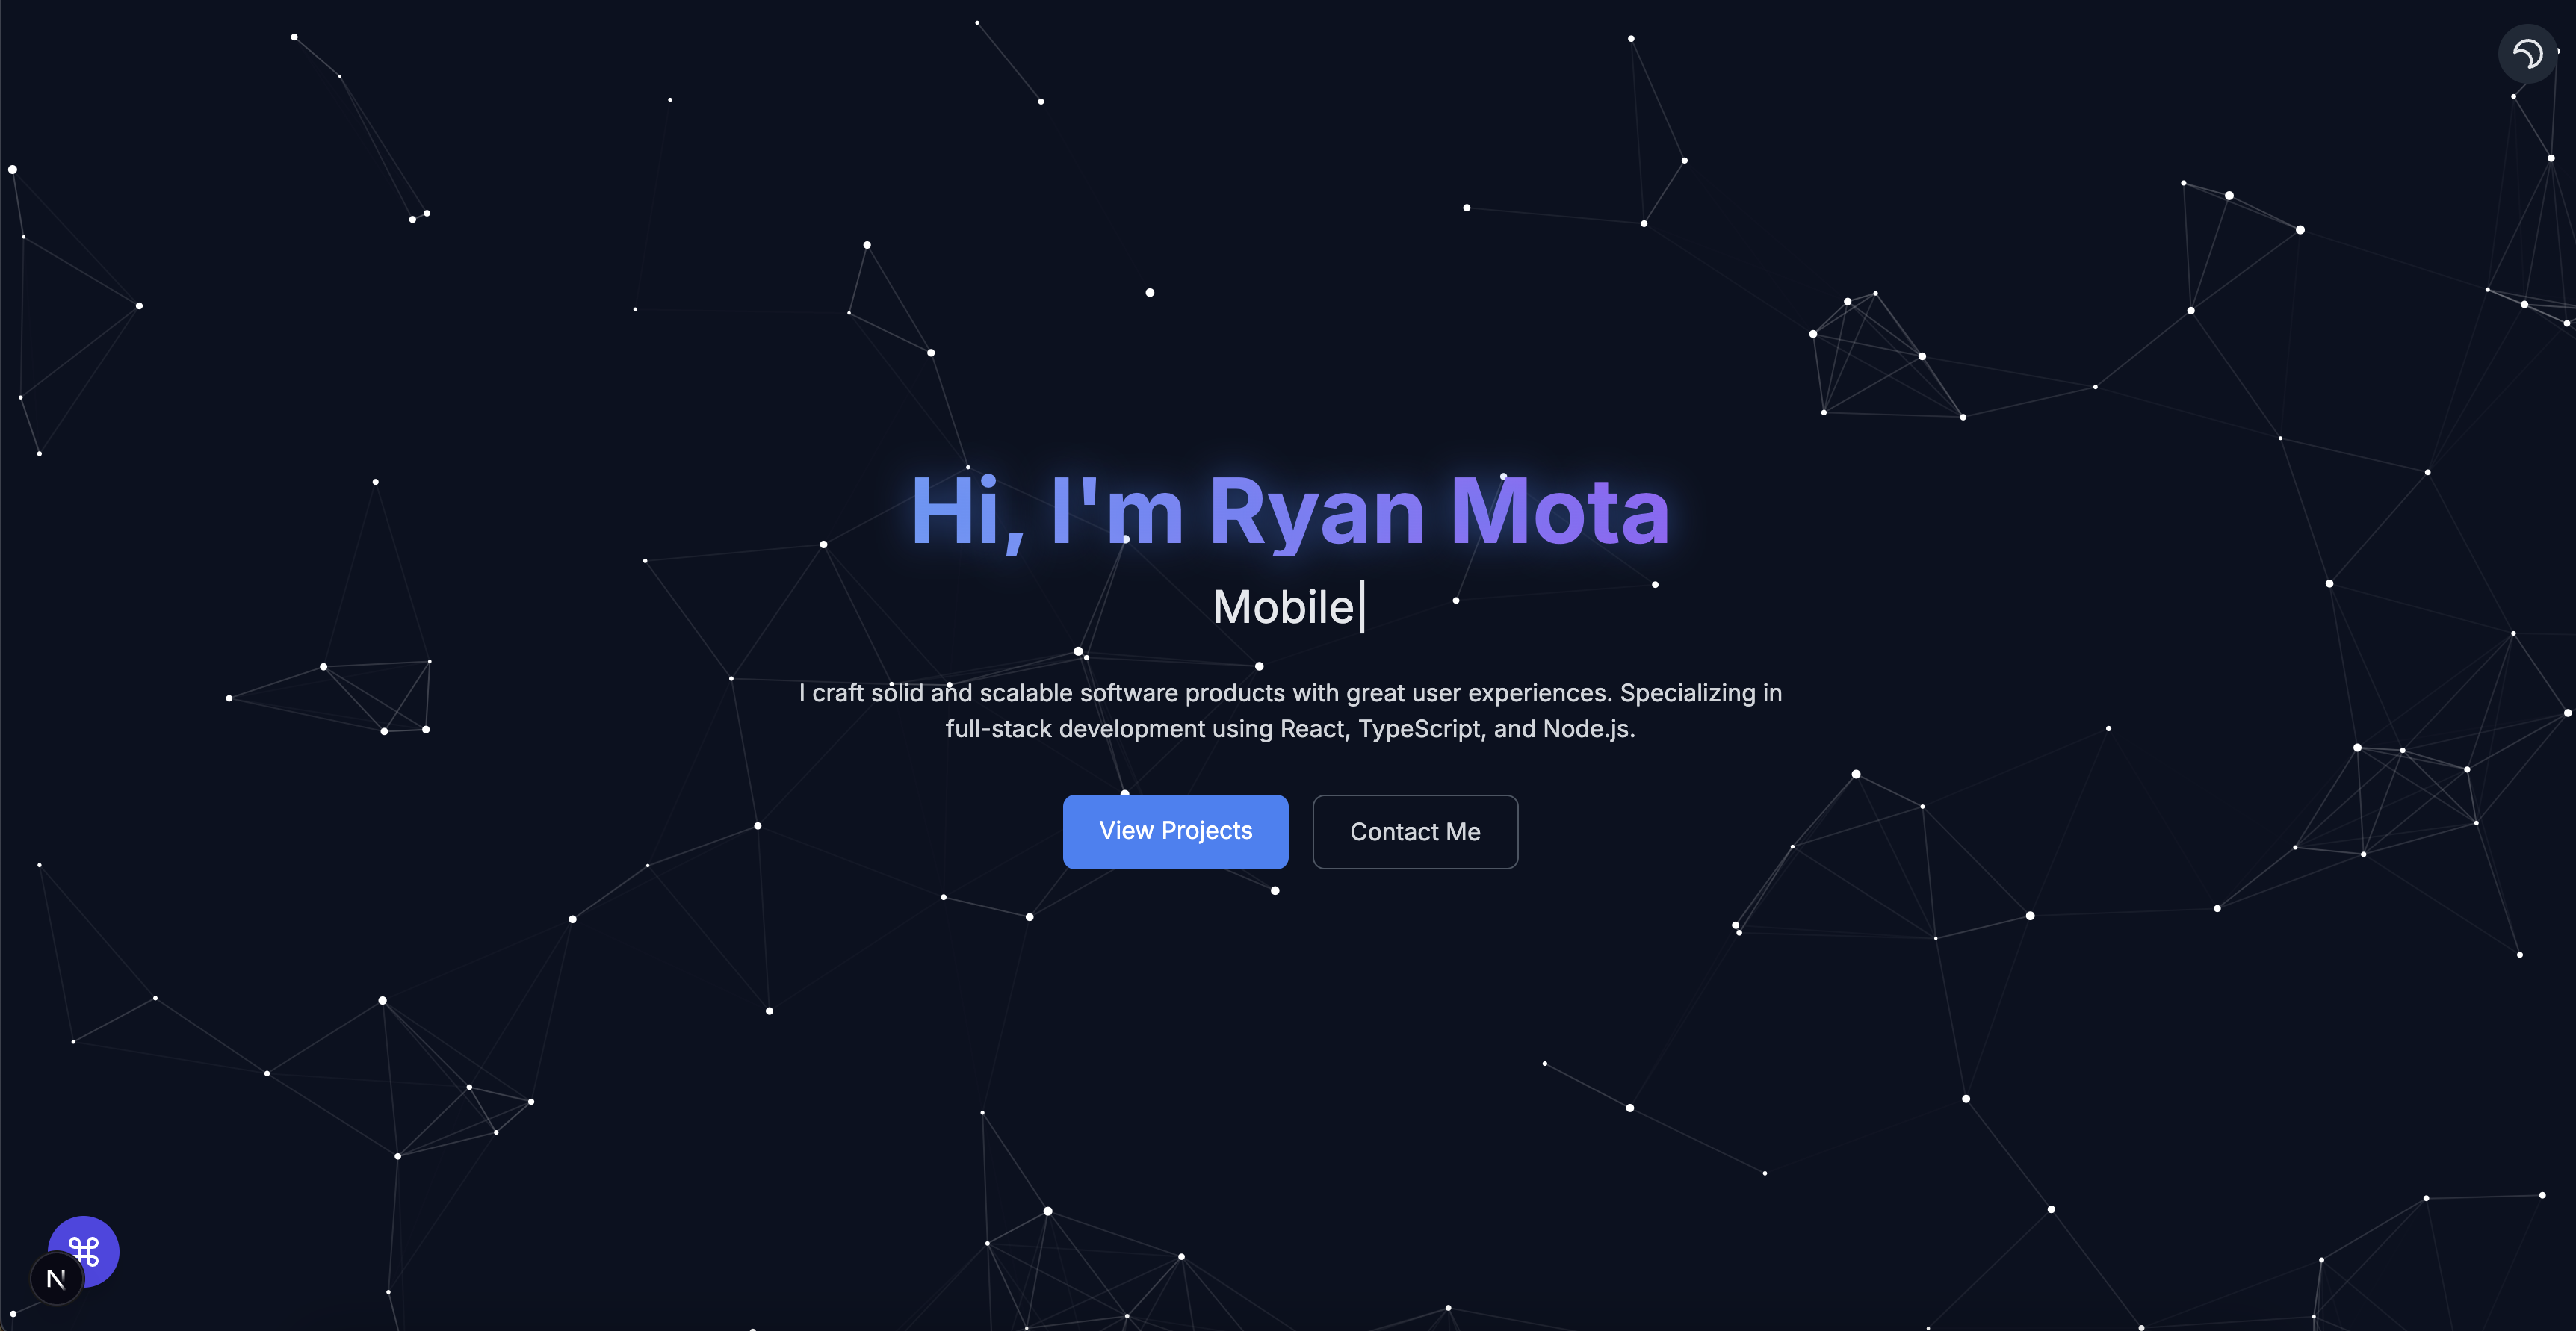 Hi, I'm Ryan Mota
Mobile
I craft solid and scalable software products with great user experiences. Specializing in
full-stack development using React, TypeScript, and Node.js.
View Projects
Contact Me
N